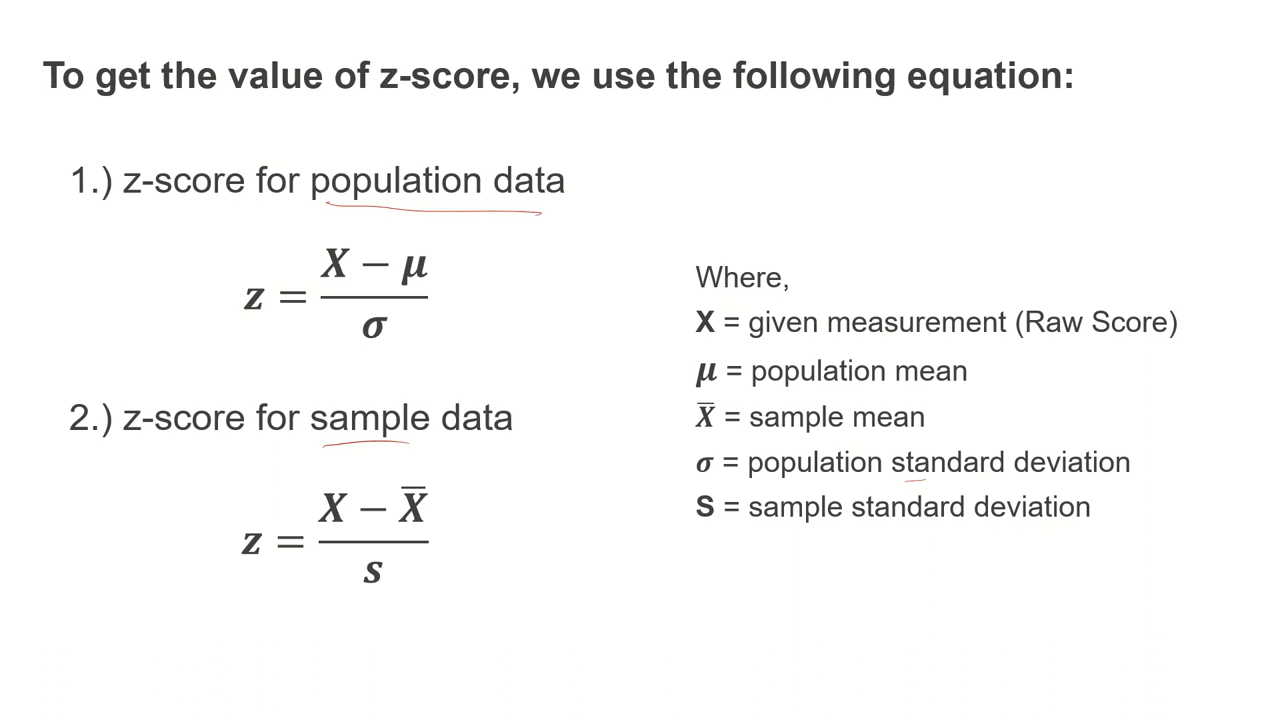 To get the value of z-score, we use the following equation:
1.) z-score for population data
z = (X − μ) / σ
2.) z-score for sample data
z = (X − X̄) / s
Where,
X = given measurement (Raw Score)
μ = population mean
X̄ = sample mean
σ = population standard deviation
S = sample standard deviation